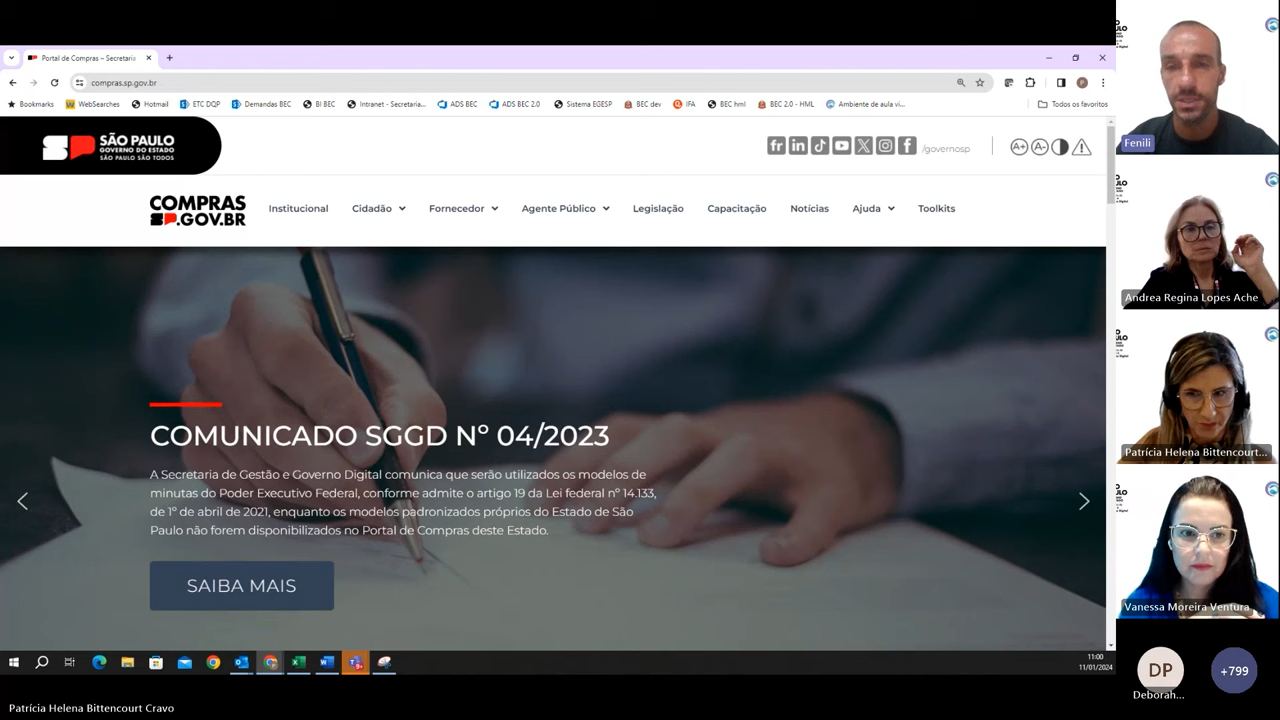 Portal de Compras – Secretaria
compras.sp.gov.br
Bookmarks
WebSearches
Hotmail
ETC DQP
Demandas BEC
BI BEC
Intranet - Secretaria...
ADS BEC
ADS BEC 2.0
Sistema EGESP
BEC dev
IFA
BEC hml
BEC 2.0 - HML
Ambiente de aula vi...
Todos os favoritos
SÃO PAULO
GOVERNO DO ESTADO
SÃO PAULO SÃO TODOS
/governosp
A+
A-
COMPRAS
SP.GOV.BR
Institucional
Cidadão
Fornecedor
Agente Público
Legislação
Capacitação
Notícias
Ajuda
Toolkits
COMUNICADO SGGD Nº 04/2023
A Secretaria de Gestão e Governo Digital comunica que serão utilizados os modelos de
minutas do Poder Executivo Federal, conforme admite o artigo 19 da Lei federal nº 14.133,
de 1º de abril de 2021, enquanto os modelos padronizados próprios do Estado de São
Paulo não forem disponibilizados no Portal de Compras deste Estado.
SAIBA MAIS
11:00
11/01/2024
Fenili
Andrea Regina Lopes Ache
Patrícia Helena Bittencourt...
Vanessa Moreira Ventura
DP
Deborah...
+799
Patrícia Helena Bittencourt Cravo